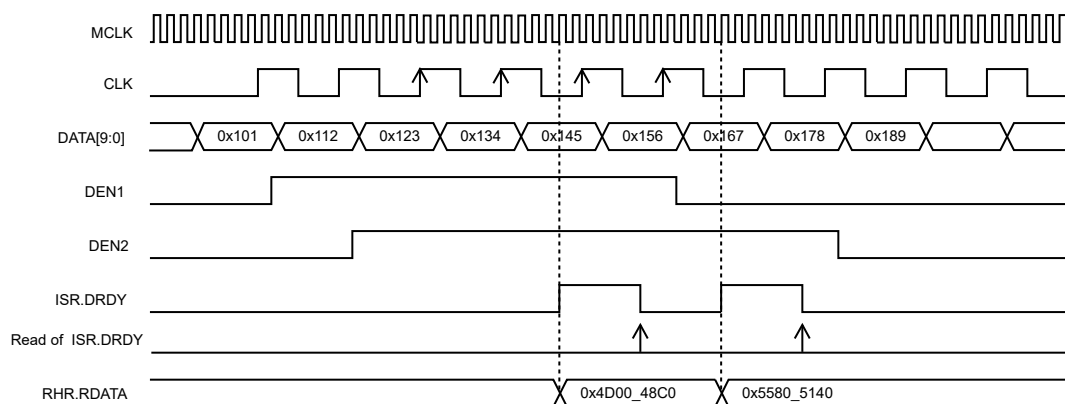 MCLK
CLK
DATA[9:0]
0x101 0x112 0x123 0x134 0x145 0x156 0x167 0x178 0x189
DEN1
DEN2
ISR.DRDY
Read of ISR.DRDY
RHR.RDATA
0x4D00_48C0 0x5580_5140